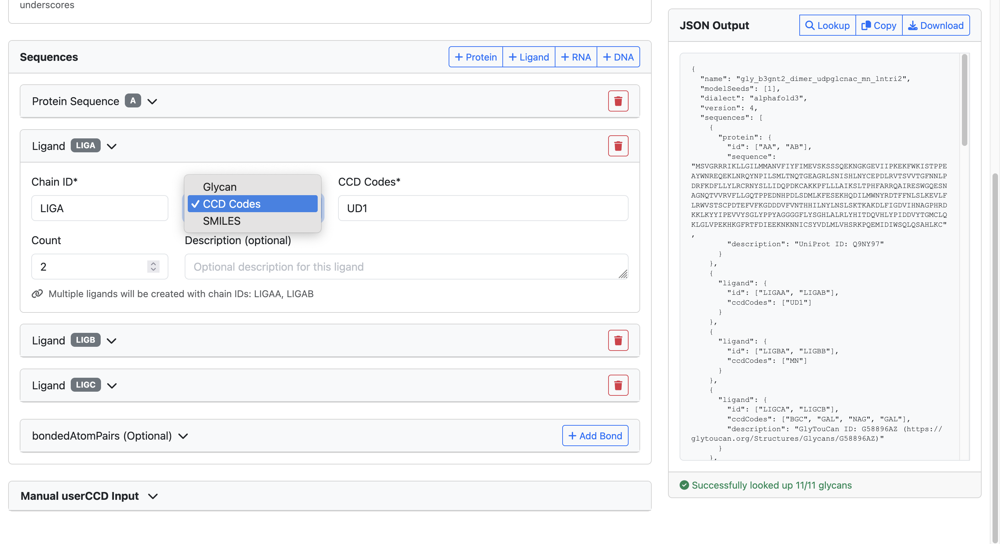 underscores
Sequences
+ Protein
+ Ligand
+ RNA
+ DNA
Protein Sequence A
Ligand LIGA
Chain ID*
Glycan
CCD Codes
SMILES
CCD Codes*
LIGA
UD1
Count
Description (optional)
2
Optional description for this ligand
Multiple ligands will be created with chain IDs: LIGAA, LIGAB
Ligand LIGB
Ligand LIGC
bondedAtomPairs (Optional)
+ Add Bond
Manual userCCD Input
JSON Output
Lookup
Copy
Download
{
"name": "gly_b3gnt2_dimer_udpglcnac_mn_lntri2",
"modelSeeds": [1],
"dialect": "alphafold3",
"version": 4,
"sequences": [
{
"protein": {
"id": ["AA", "AB"],
"sequence":
"MSVGRRRIKLLGILMMANVFIYFIMEVSKSSSQEKNGKGEVIIPKEKFWKISTPPE
AYWNREQEKLNRQYNPILSMLTNQTGEAGRLSNISHLNYCEPDLRVTSVVTGFNNLP
DRFKDFLLYLRCRNYSLLIDQPDKCAKKPFLLLAIKSLTPHFARRQAIRESWGQESN
AGNQTVVRVFLLGQTPPEDNHPDLSDMLKFESEKHQDILMWNYRDTFFNLSLKEVLF
LRWVSTSCPDTEFVFKGDDDVFVNTHHILNYLNSLSKTKAKDLFIGDVIHNAGPHRD
KKLKYYIPEVVYSGLYPPYAGGGGFLYSGHLALRLYHITDQVHLYPIDDVYTGMCLQ
KLGLVPEKHKGFRTFDIEEKNKNNICSYVDLMLVHSRKPQEMIDIWSQLQSAHLKC"
,
"description": "UniProt ID: Q9NY97"
}
},
{
"ligand": {
"id": ["LIGAA", "LIGAB"],
"ccdCodes": ["UD1"]
}
},
{
"ligand": {
"id": ["LIGBA", "LIGBB"],
"ccdCodes": ["MN"]
}
},
{
"ligand": {
"id": ["LIGCA", "LIGCB"],
"ccdCodes": ["BGC", "GAL", "NAG", "GAL"],
"description": "GlyTouCan ID: G58896AZ (https://
glytoucan.org/Structures/Glycans/G58896AZ)"
}
},
Successfully looked up 11/11 glycans